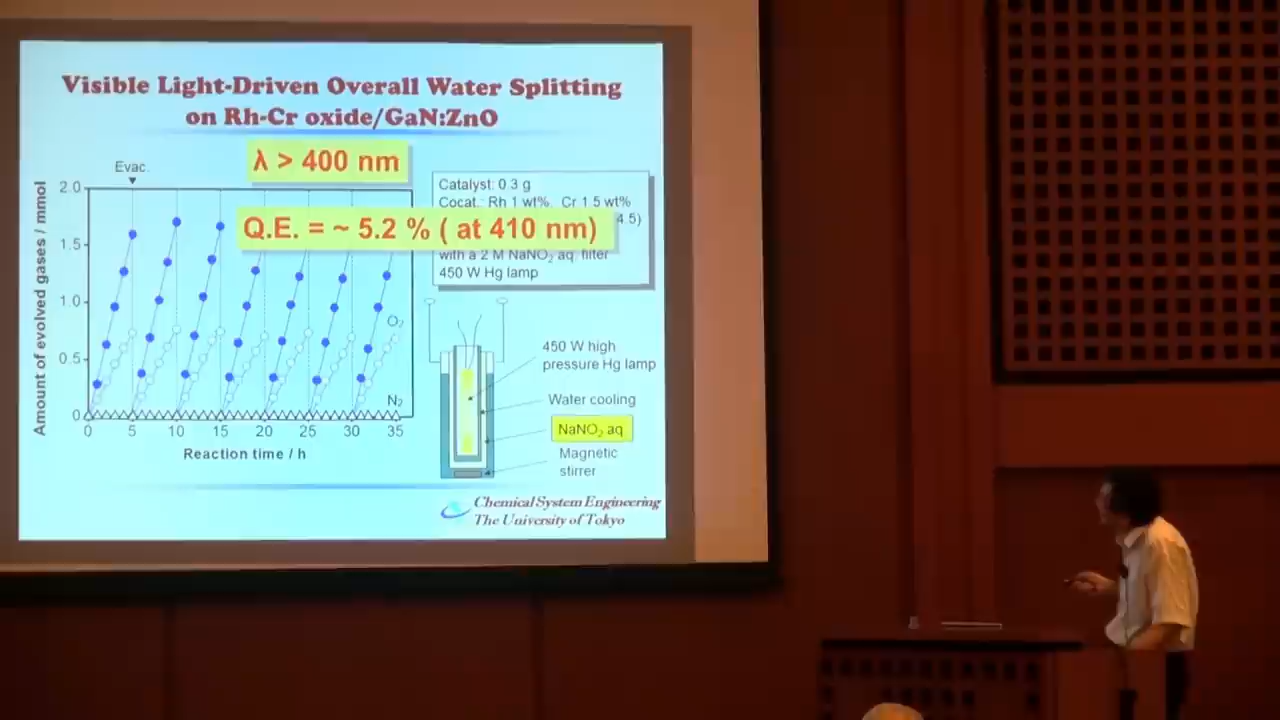 Visible Light-Driven Overall Water Splitting
on Rh-Cr oxide/GaN:ZnO
λ > 400 nm
Evac.
Catalyst: 0.3 g
Cocat.: Rh 1 wt%, Cr 1.5 wt%
4.5)
Q.E. = ~ 5.2 % ( at 410 nm)
with a 2 M NaNO₂ aq. filter
450 W Hg lamp
Amount of evolved gases / mmol
2.0
1.5
1.0
0.5
0
O₂
N₂
0 5 10 15 20 25 30 35
Reaction time / h
450 W high
pressure Hg lamp
Water cooling
NaNO₂ aq
Magnetic
stirrer
Chemical System Engineering
The University of Tokyo